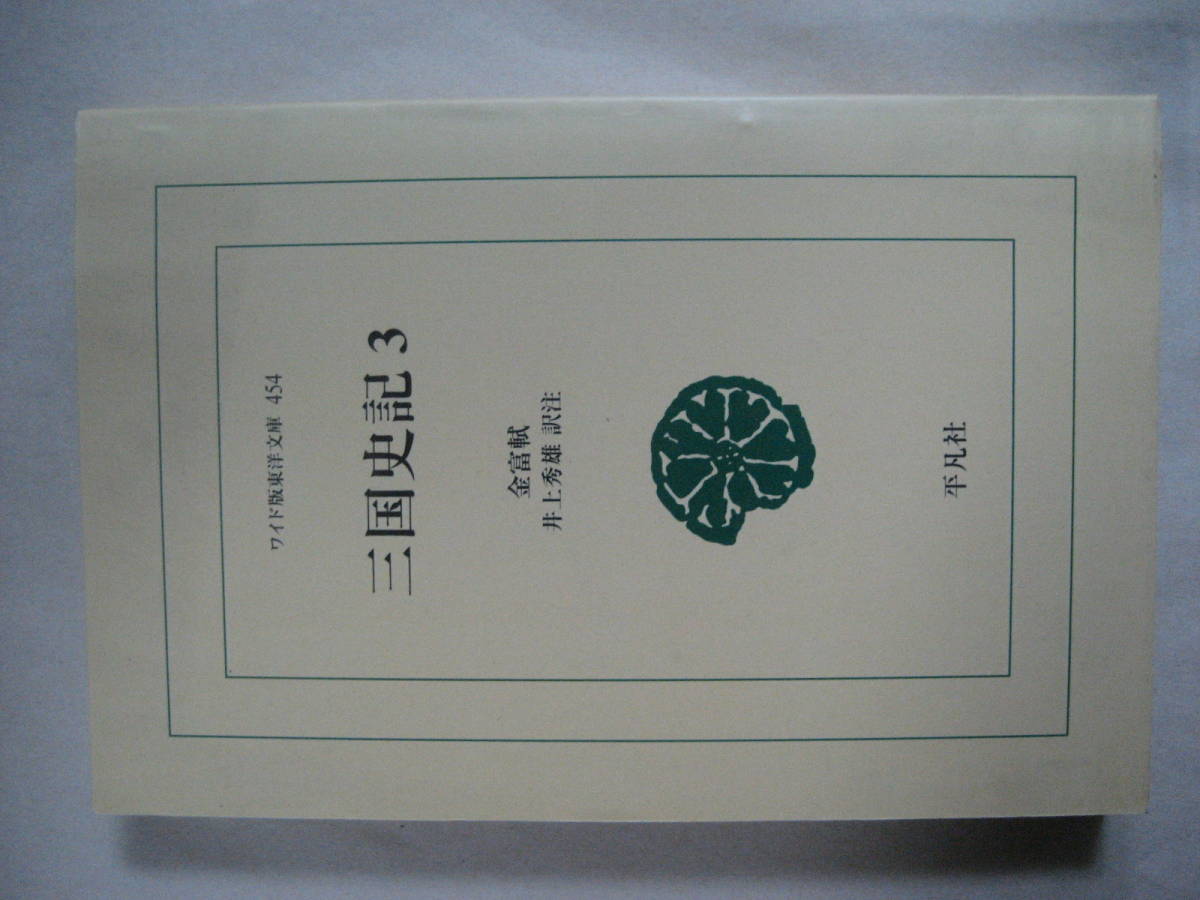 ワイド版東洋文庫 454
三国史記 3
金富軾
井上秀雄 訳注
平凡社